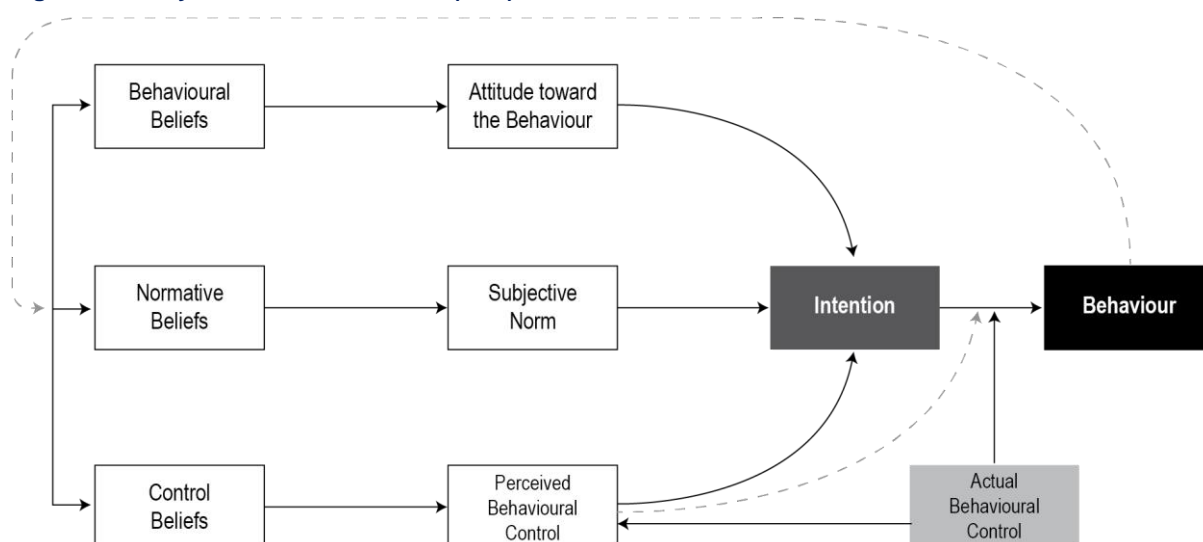 Behavioural
Beliefs
Attitude toward
the Behaviour
Normative
Beliefs
Subjective
Norm
Intention
Behaviour
Control
Beliefs
Perceived
Behavioural
Control
Actual
Behavioural
Control